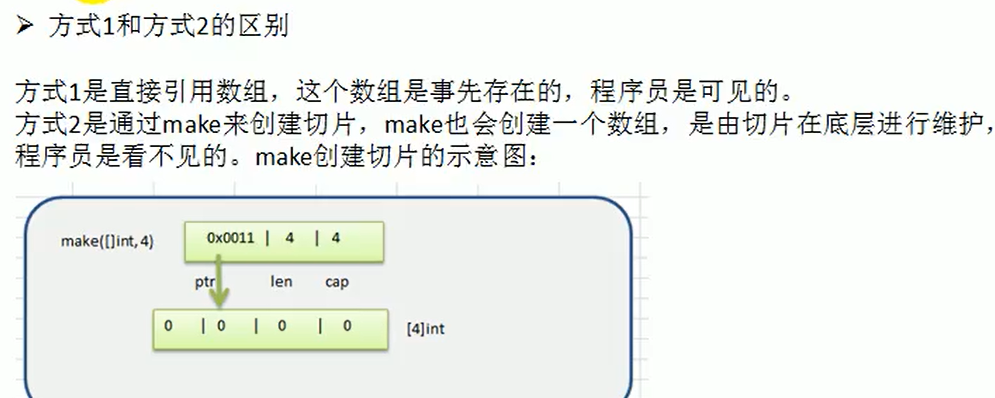 ➢ 方式1和方式2的区别
方式1是直接引用数组，这个数组是事先存在的，程序员是可见的。
方式2是通过make来创建切片，make也会创建一个数组，是由切片在底层进行维护，
程序员是看不见的。make创建切片的示意图：
make([]int,4) 0x0011 | 4 | 4
ptr len cap
0 | 0 | 0 | 0 [4]int